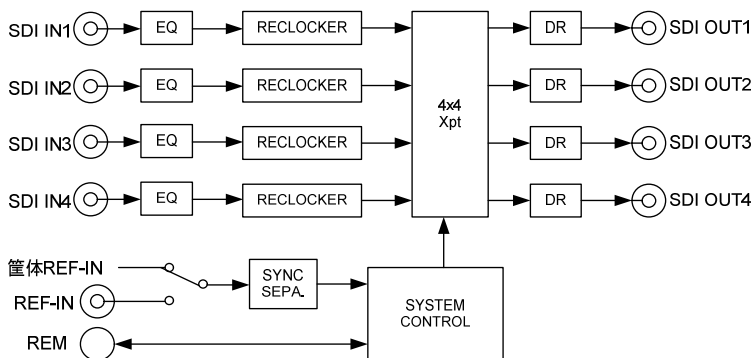 SDI IN1 EQ RECLOCKER DR SDI OUT1
SDI IN2 EQ RECLOCKER DR SDI OUT2
4x4
Xpt
SDI IN3 EQ RECLOCKER DR SDI OUT3
SDI IN4 EQ RECLOCKER DR SDI OUT4
筐体REF-IN
SYNC
SEPA.
REF-IN
SYSTEM
CONTROL
REM